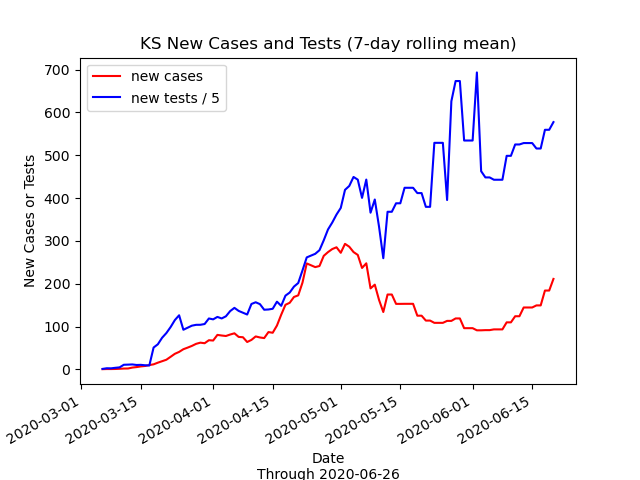 KS New Cases and Tests (7-day rolling mean)
new cases
new tests / 5
700
600
500
400
300
200
100
0
New Cases or Tests
2020-03-01
2020-03-15
2020-04-01
2020-04-15
2020-05-01
2020-05-15
2020-06-01
2020-06-15
Date
Through 2020-06-26